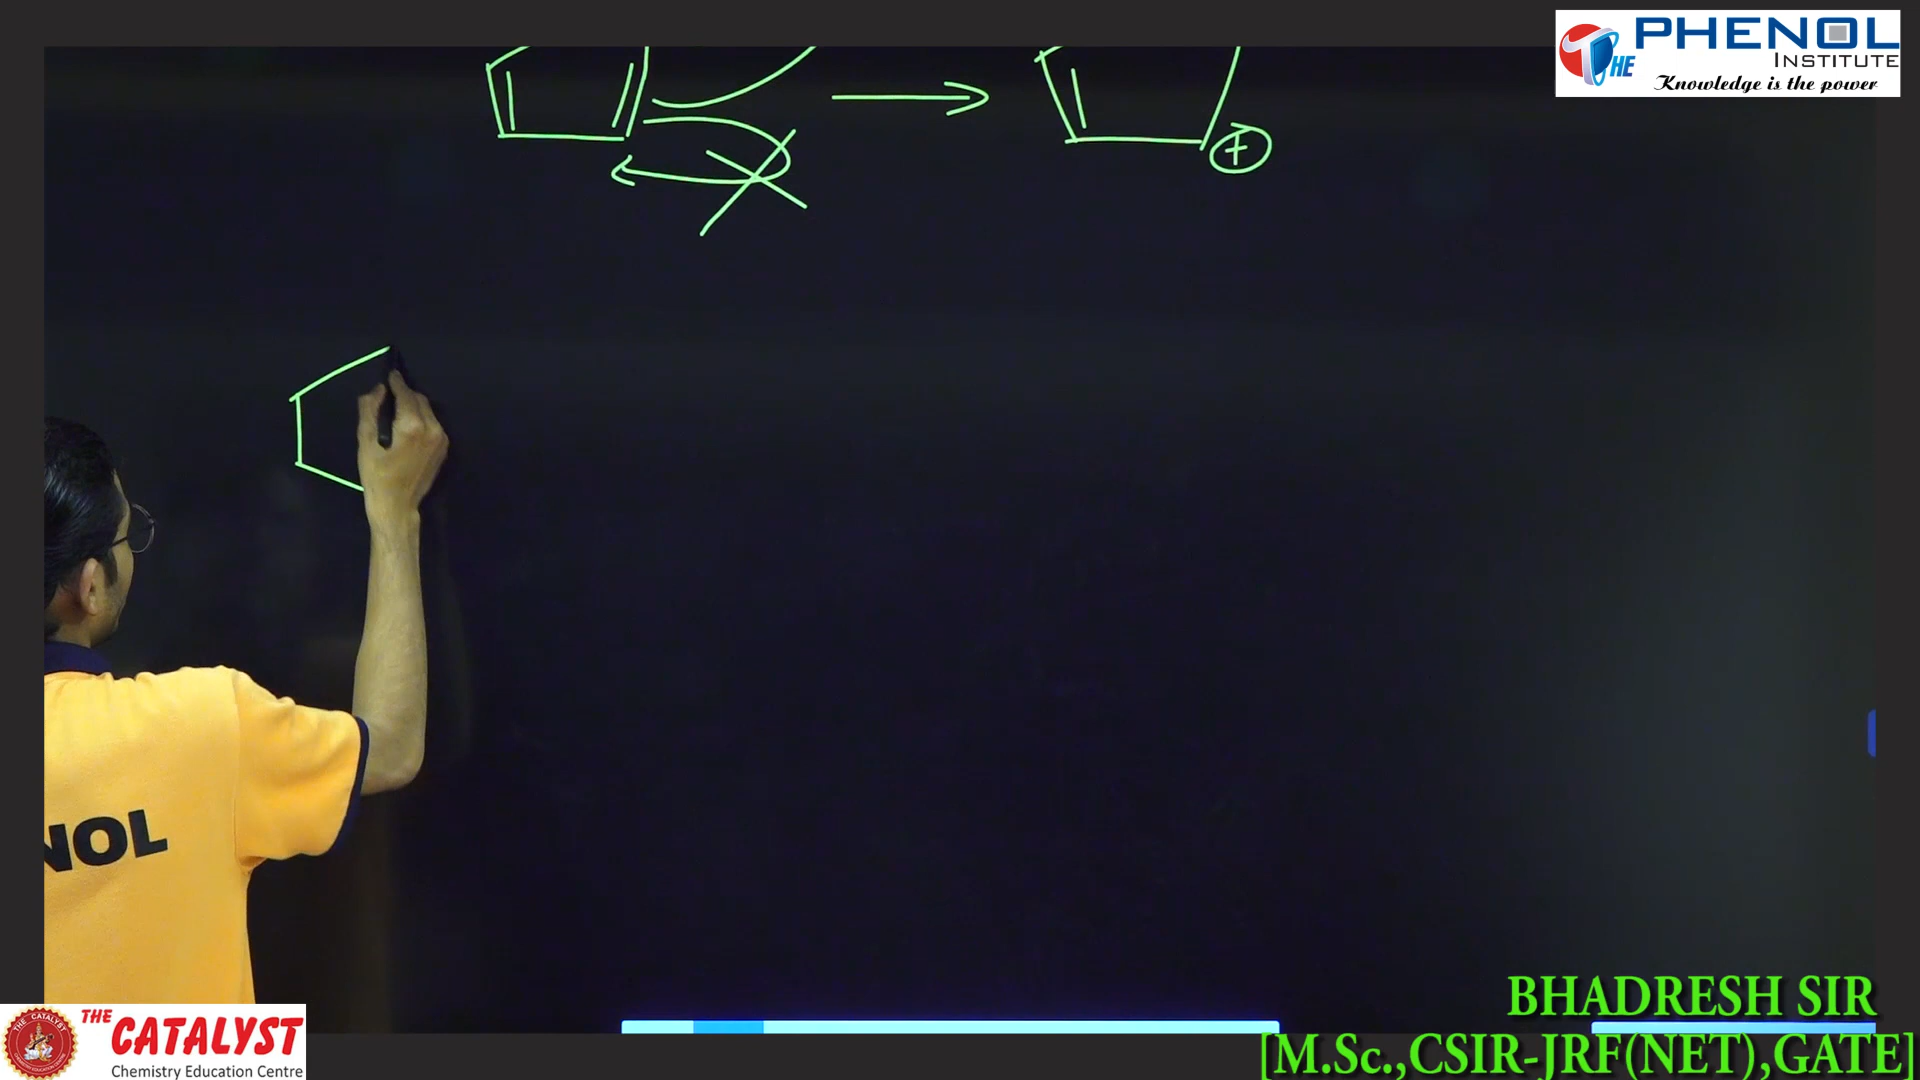 PHENOL
THE
INSTITUTE
Knowledge is the power
+
NOL
THE CATALYST
Chemistry Education Centre
BHADRESH SIR
[M.Sc.,CSIR-JRF(NET),GATE]